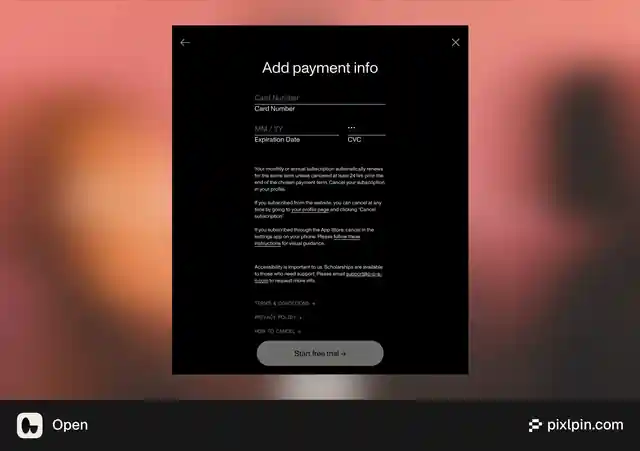 Add payment info
Card Number
Card Number
MM / YY
•••
Expiration Date
CVC
Your monthly or annual subscription automatically renews
for the same term unless canceled at least 24 hrs prior the
end of the chosen payment term. Cancel your subscription
in your profile.
If you subscribed from the website, you can cancel at any
time by going to your profile page and clicking "Cancel
subscription"
If you subscribed through the App Store, cancel in the
settings app on your phone. Please follow these
instructions for visual guidance.
Accessibility is important to us. Scholarships are available
to those who need support. Please email
to request more info.
TERMS & CONDITIONS →
PRIVACY POLICY →
HOW TO CANCEL →
Start free trial →
Open
pixlpin.com